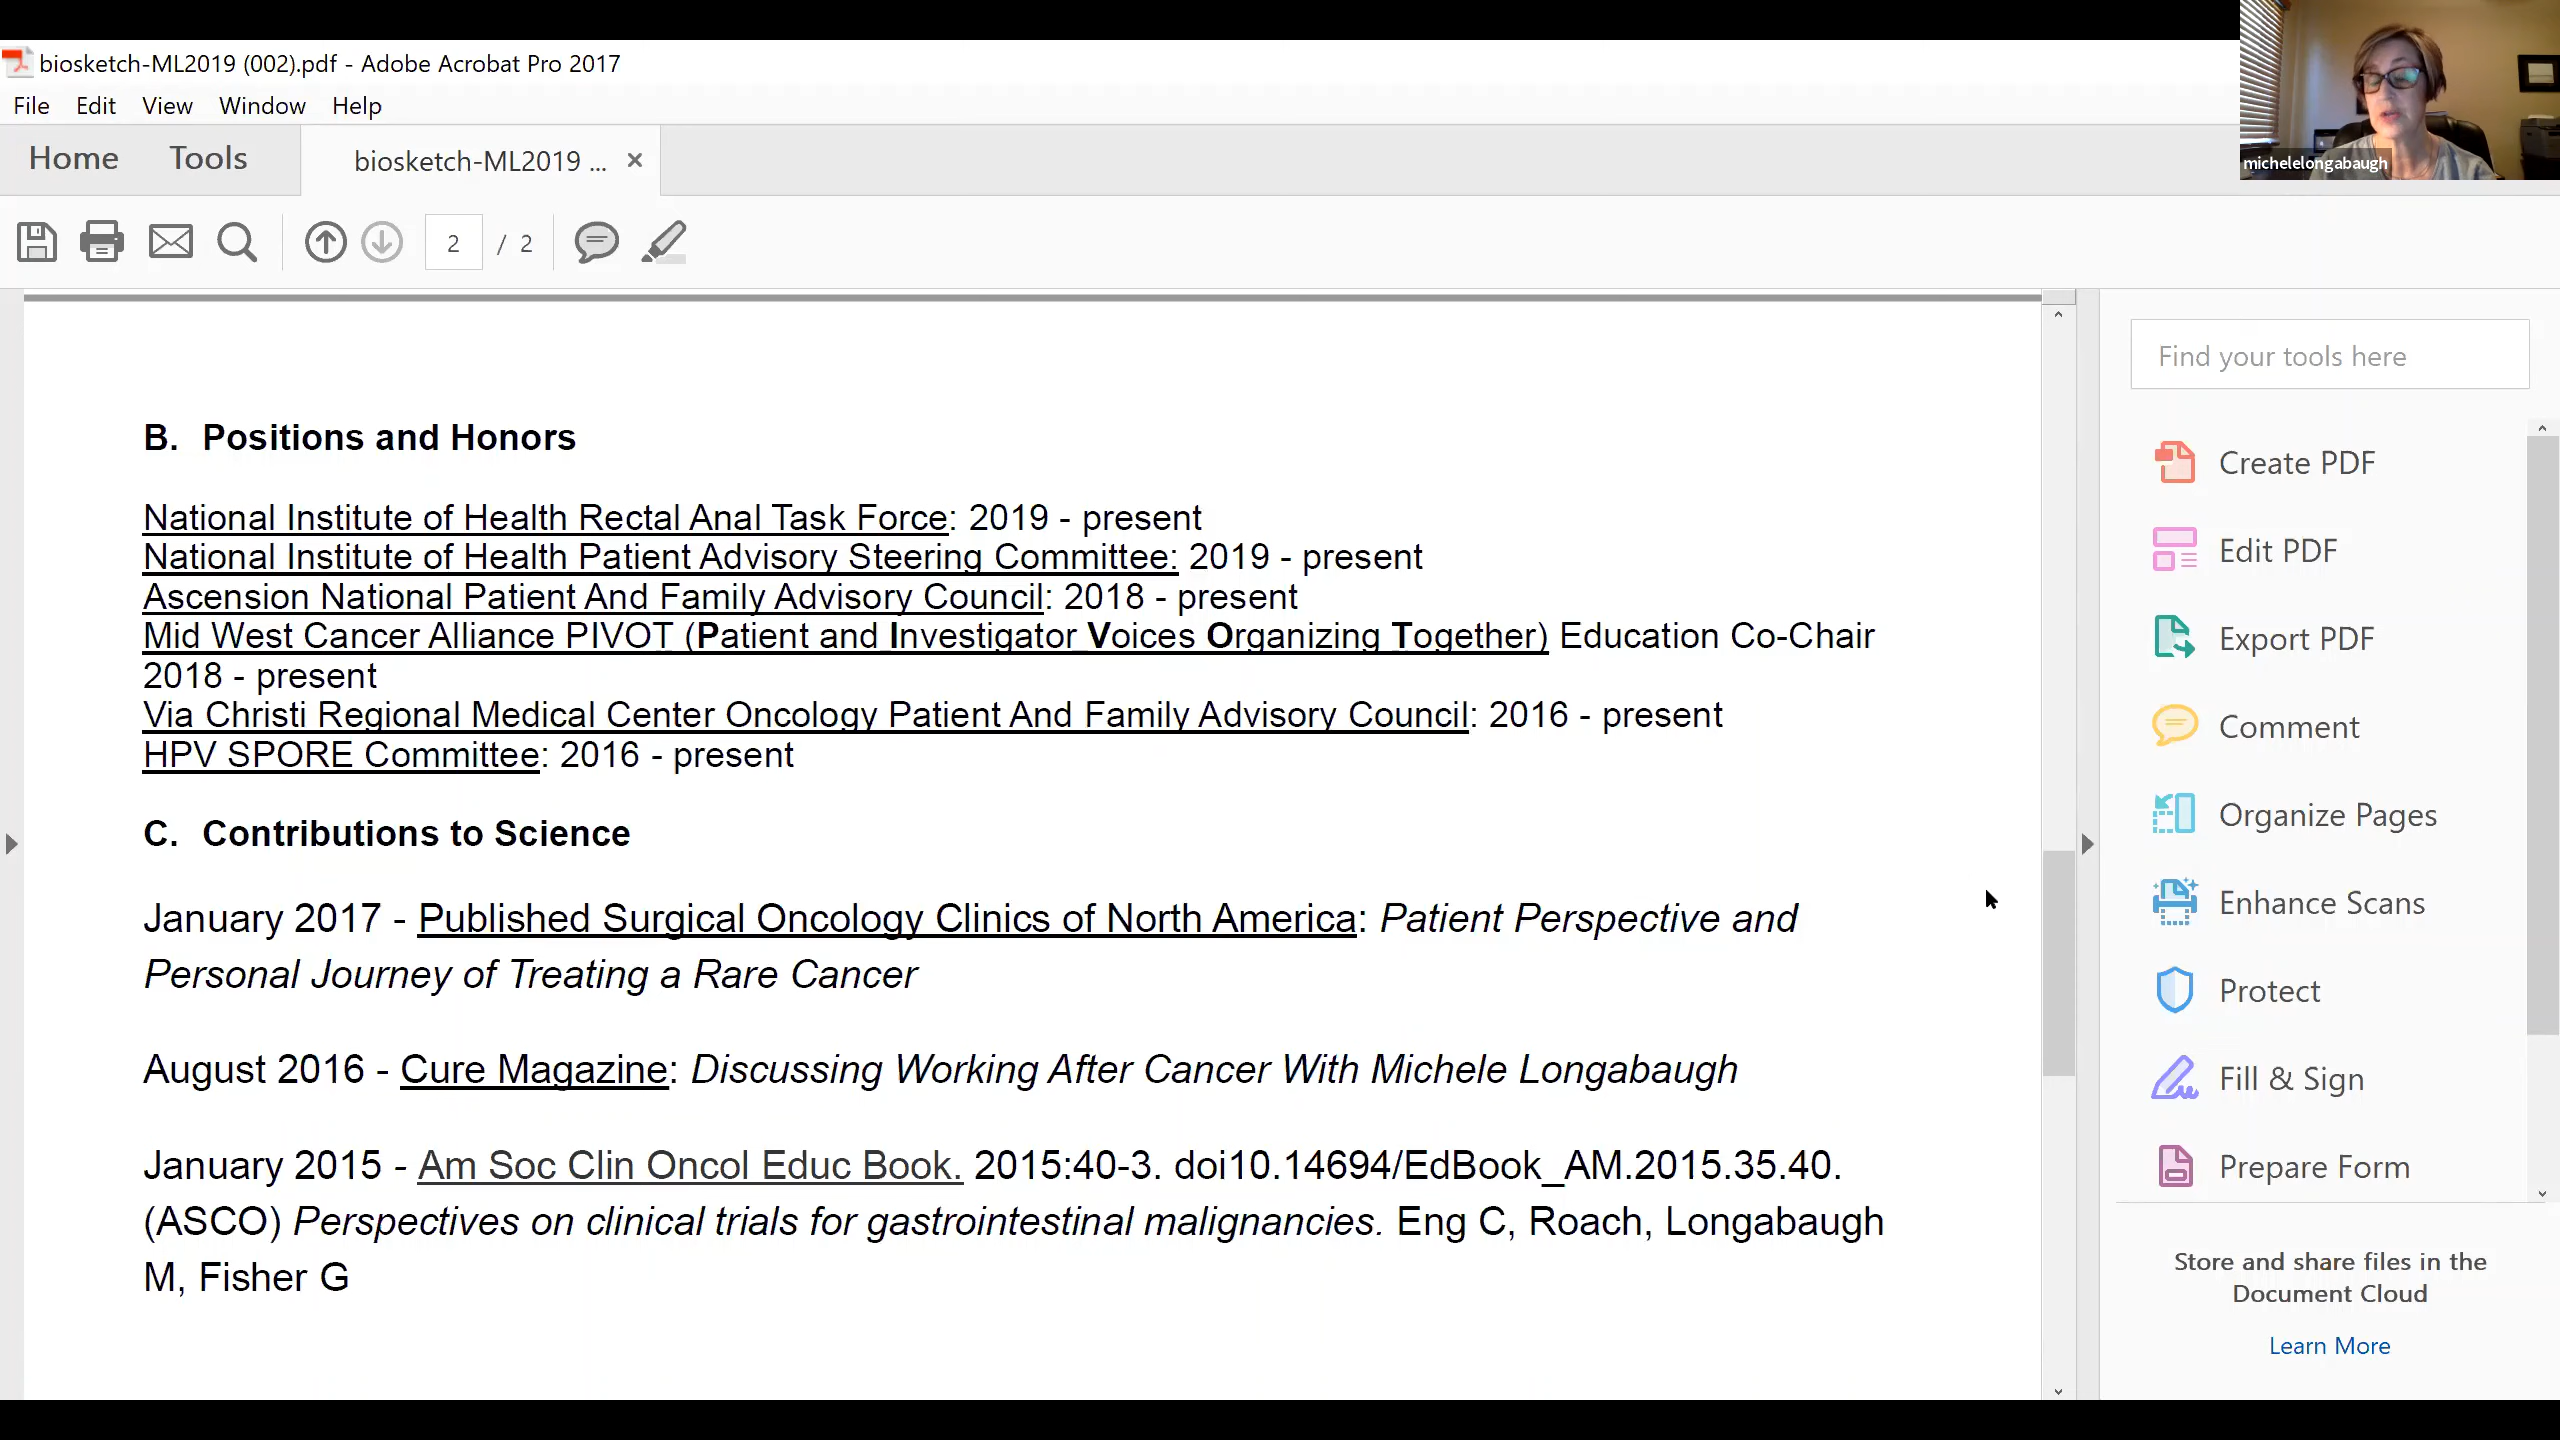 biosketch-ML2019 (002).pdf - Adobe Acrobat Pro 2017
File Edit View Window Help
Home Tools biosketch-ML2019 ... ×
michelelongabaugh
2 / 2
Find your tools here
B. Positions and Honors
National Institute of Health Rectal Anal Task Force: 2019 - present
National Institute of Health Patient Advisory Steering Committee: 2019 - present
Ascension National Patient And Family Advisory Council: 2018 - present
Mid West Cancer Alliance PIVOT (Patient and Investigator Voices Organizing Together) Education Co-Chair
2018 - present
Via Christi Regional Medical Center Oncology Patient And Family Advisory Council: 2016 - present
HPV SPORE Committee: 2016 - present
C. Contributions to Science
January 2017 - Published Surgical Oncology Clinics of North America: Patient Perspective and
Personal Journey of Treating a Rare Cancer
August 2016 - Cure Magazine: Discussing Working After Cancer With Michele Longabaugh
January 2015 - Am Soc Clin Oncol Educ Book. 2015:40-3. doi10.14694/EdBook_AM.2015.35.40.
(ASCO) Perspectives on clinical trials for gastrointestinal malignancies. Eng C, Roach, Longabaugh
M, Fisher G
Create PDF
Edit PDF
Export PDF
Comment
Organize Pages
Enhance Scans
Protect
Fill & Sign
Prepare Form
Store and share files in the
Document Cloud
Learn More